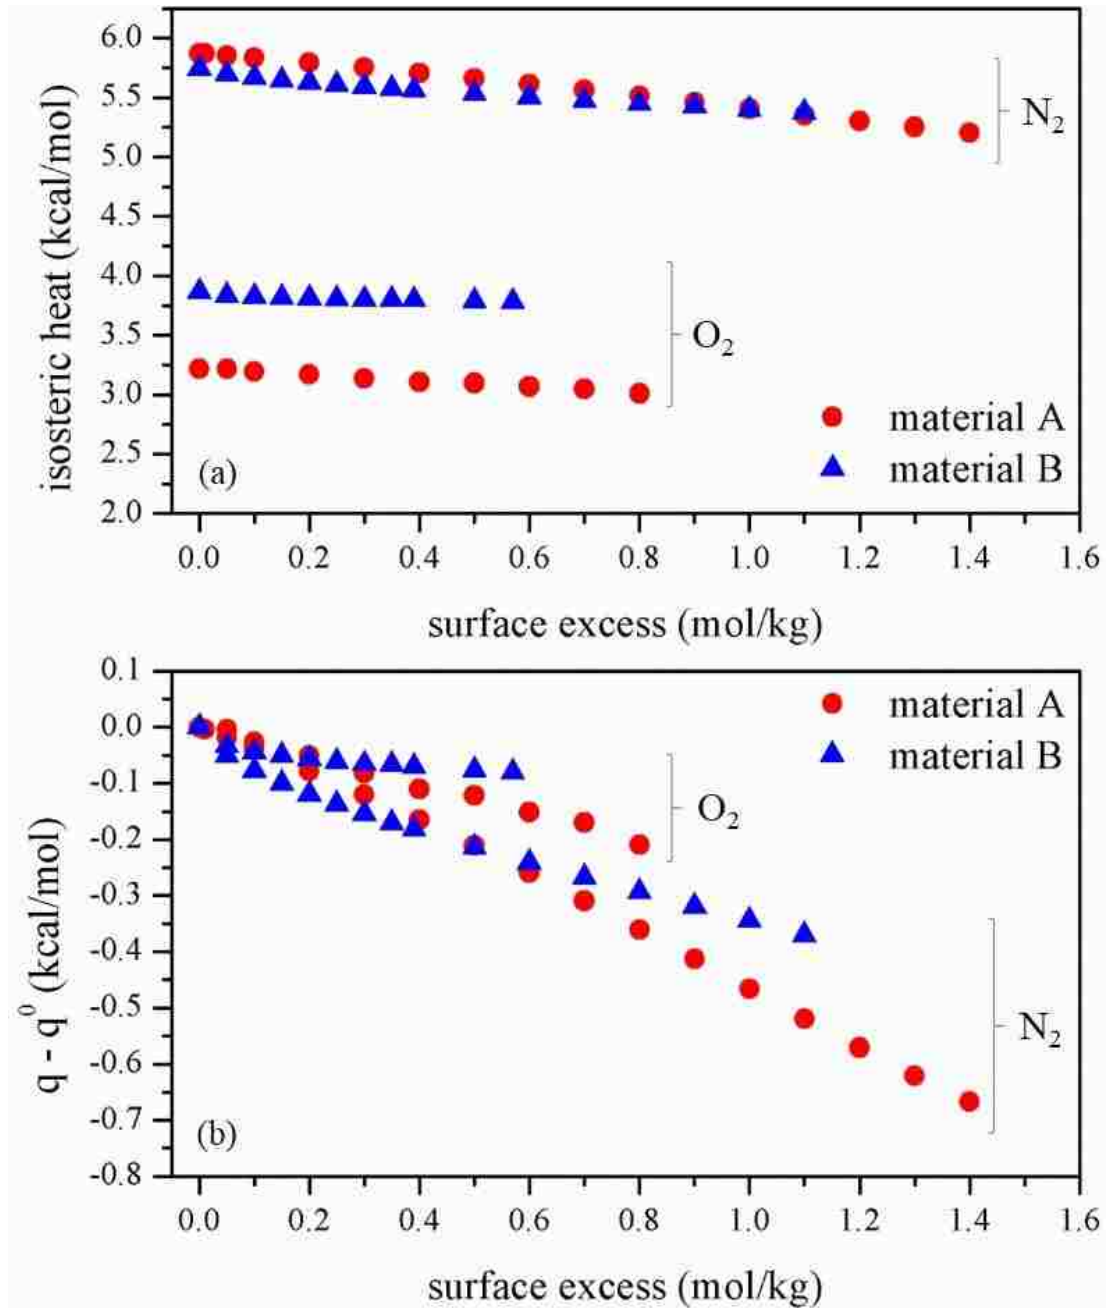 6.0
5.5
5.0
4.5
4.0
3.5
3.0
2.5
2.0
isosteric heat (kcal/mol)
N₂
O₂
material A
material B
(a)
0.0 0.2 0.4 0.6 0.8 1.0 1.2 1.4 1.6
surface excess (mol/kg)
0.1
0.0
-0.1
-0.2
-0.3
-0.4
-0.5
-0.6
-0.7
-0.8
q - q⁰ (kcal/mol)
material A
material B
O₂
N₂
(b)
0.0 0.2 0.4 0.6 0.8 1.0 1.2 1.4 1.6
surface excess (mol/kg)